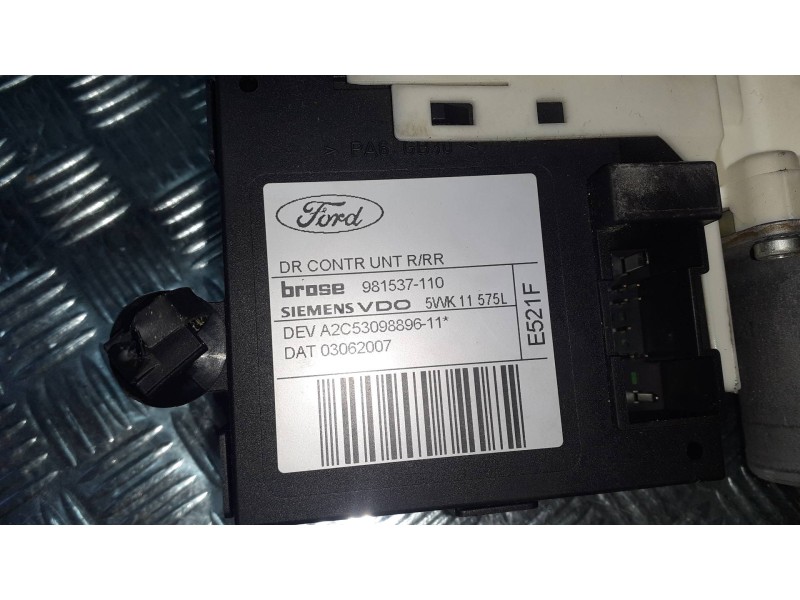 Ford
DR CONTR UNT R/RR
brose 981537-110
SIEMENS VDO 5WK 11 575L
DEV A2C53098896-11*
DAT 03062007
E521F